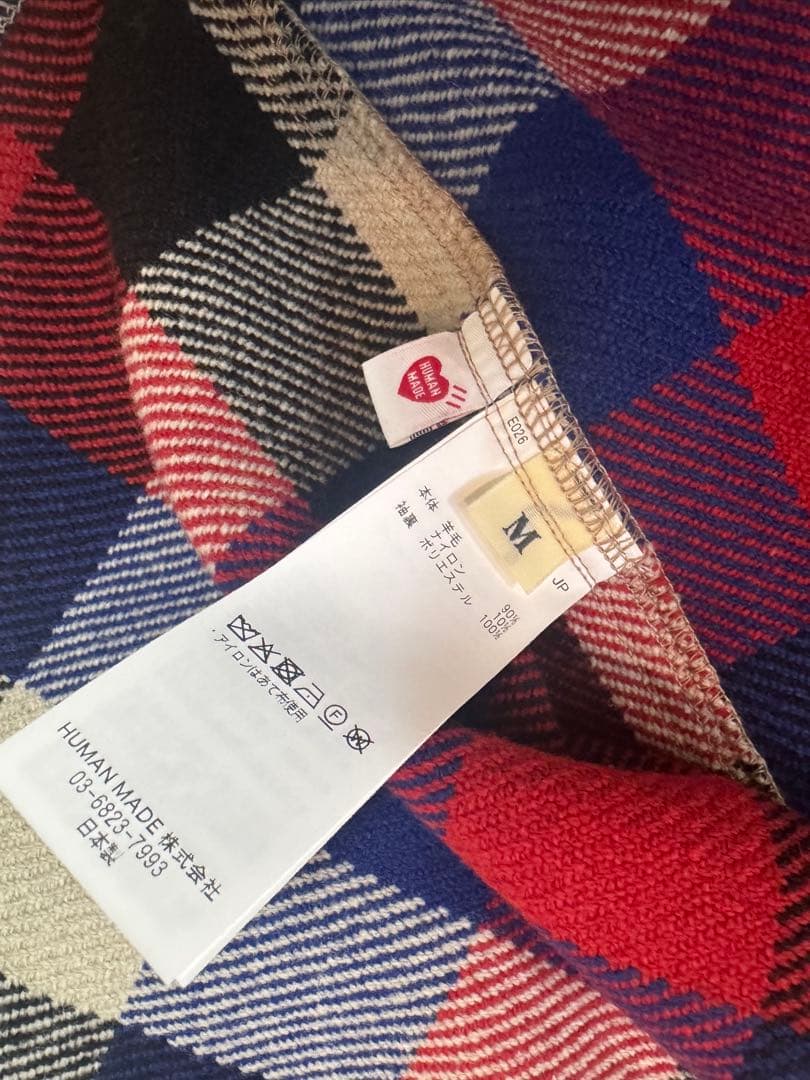 HUMAN
MADE
E026
M
JP
本体 羊毛 90%
ナイロン 10%
袖裏 ポリエステル 100%
F
・アイロンはあて布使用
HUMAN MADE 株式会社
03-6823-7993
日本製